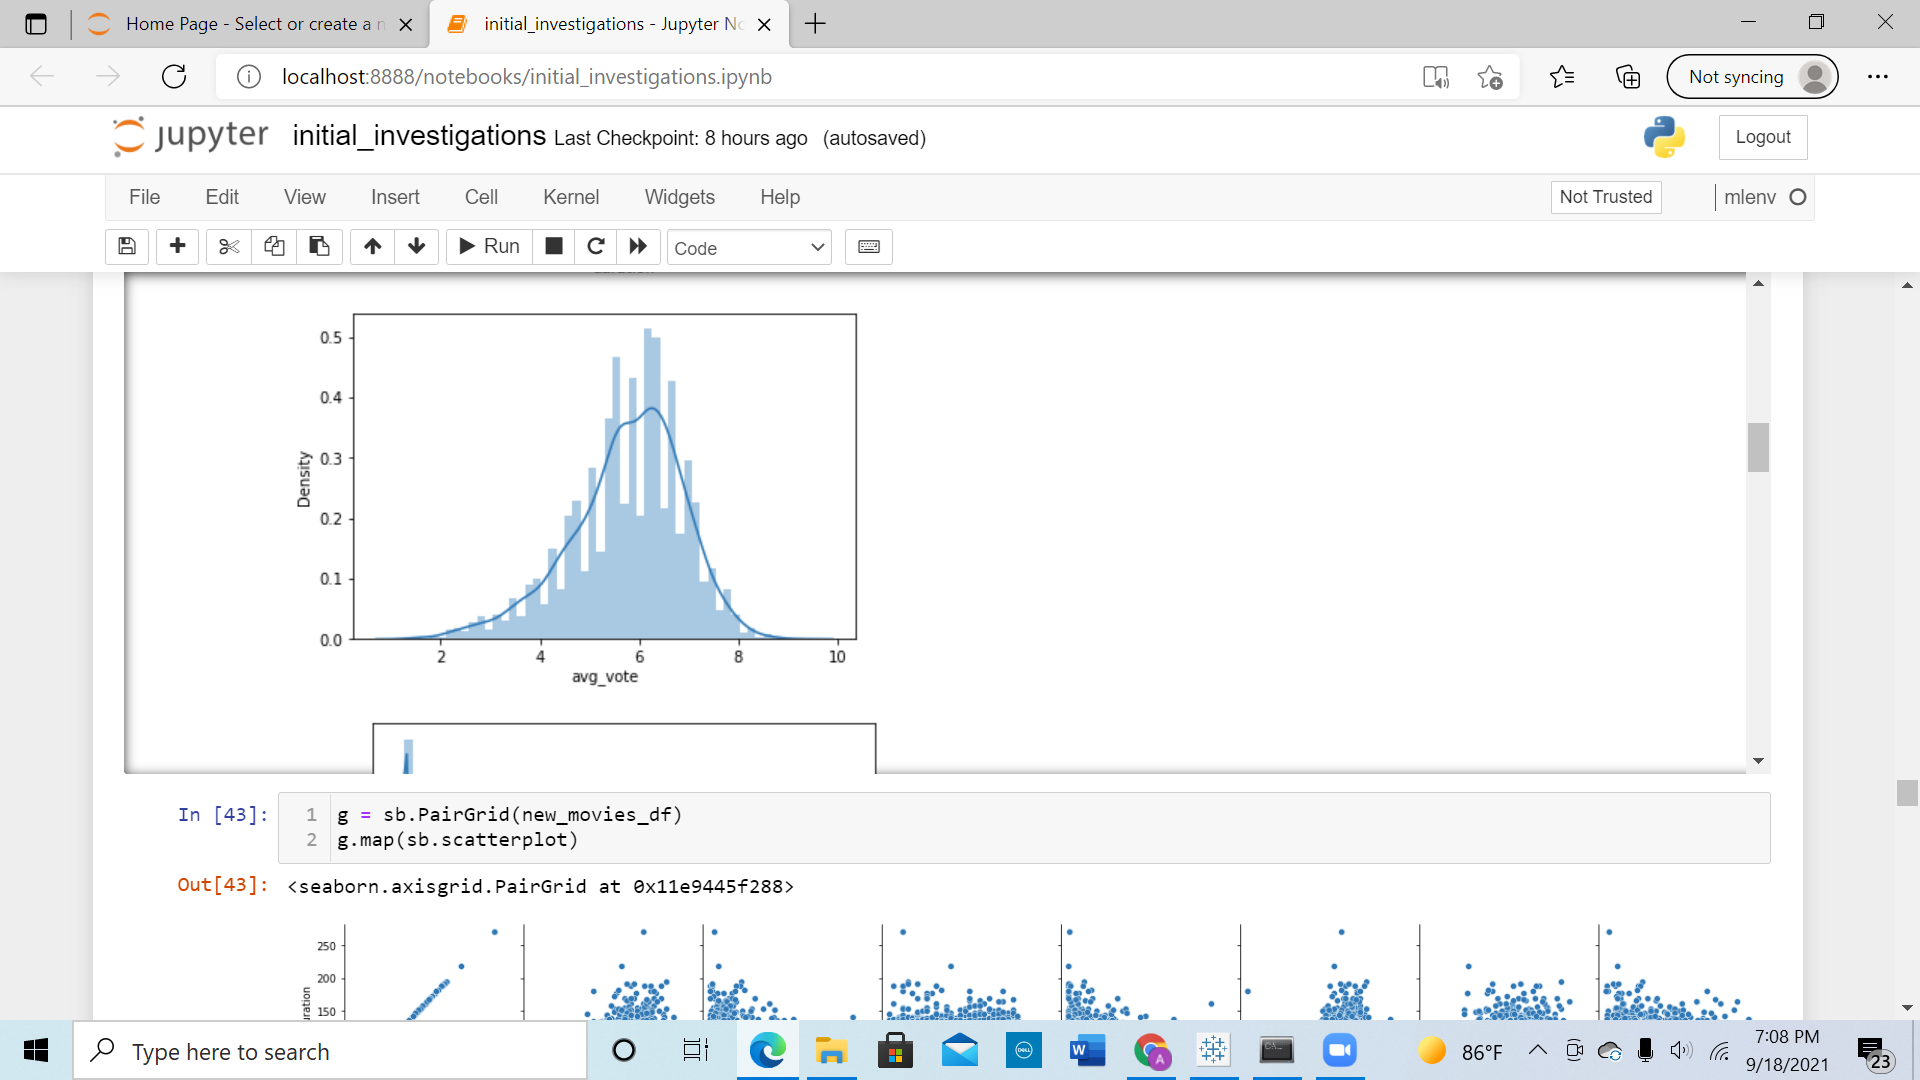 Home Page - Select or create a n
initial_investigations - Jupyter No
localhost:8888/notebooks/initial_investigations.ipynb
Not syncing
jupyter initial_investigations Last Checkpoint: 8 hours ago (autosaved)
Logout
File Edit View Insert Cell Kernel Widgets Help
Not Trusted
mlenv
Run
Code
0.5
0.4
0.3
0.2
0.1
0.0
Density
2 4 6 8 10
avg_vote
In [43]:
1 g = sb.PairGrid(new_movies_df)
2 g.map(sb.scatterplot)
Out[43]: <seaborn.axisgrid.PairGrid at 0x11e9445f288>
250
200
150
uration
Type here to search
DELL
W
A
C:\
86°F
7:08 PM
9/18/2021
23